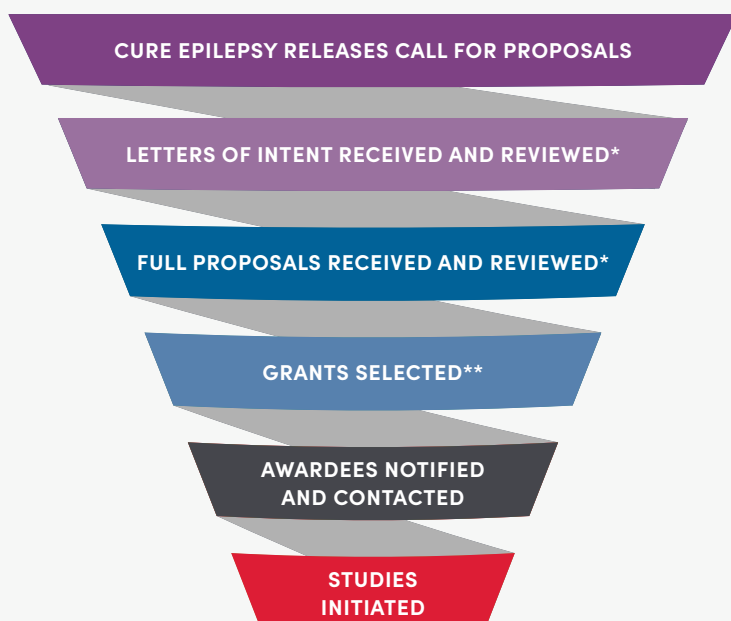 CURE EPILEPSY RELEASES CALL FOR PROPOSALS
LETTERS OF INTENT RECEIVED AND REVIEWED*
FULL PROPOSALS RECEIVED AND REVIEWED*
GRANTS SELECTED**
AWARDEES NOTIFIED
AND CONTACTED
STUDIES
INITIATED